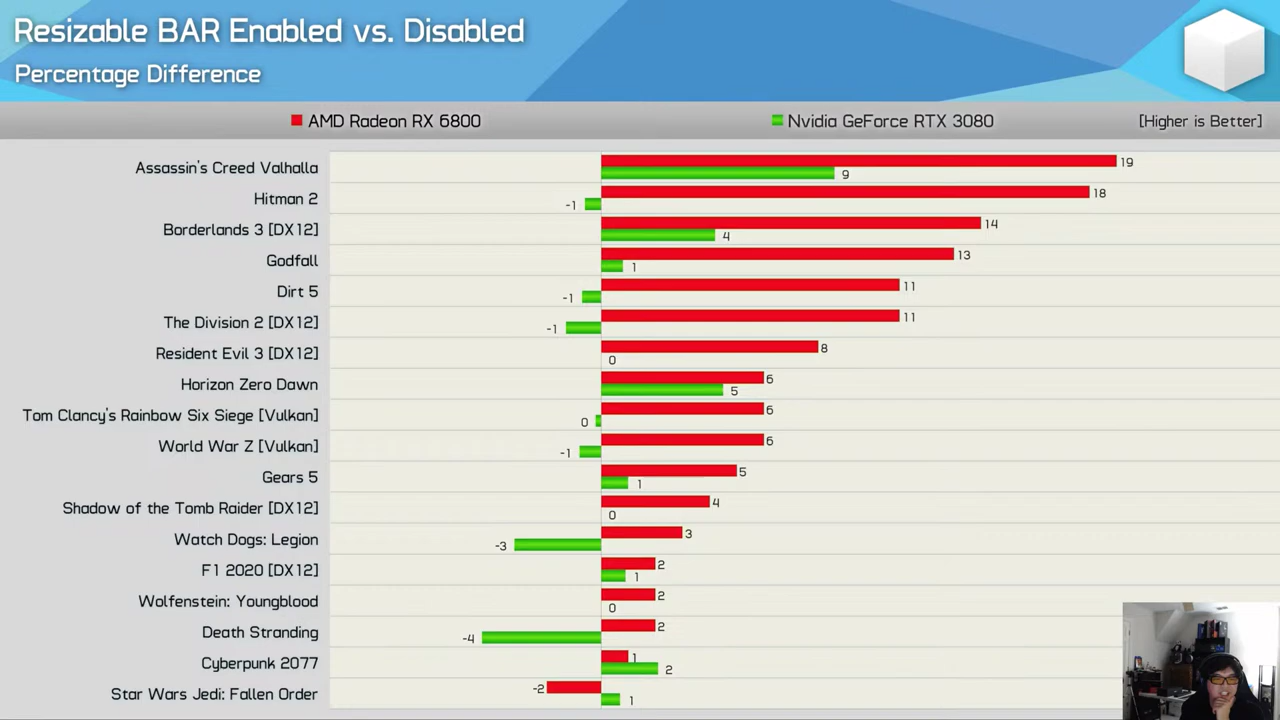 Resizable BAR Enabled vs. Disabled
Percentage Difference
AMD Radeon RX 6800 Nvidia GeForce RTX 3080 [Higher is Better]
Assassin's Creed Valhalla 19 9
Hitman 2 18 -1
Borderlands 3 [DX12] 14 4
Godfall 13 1
Dirt 5 11 -1
The Division 2 [DX12] 11 -1
Resident Evil 3 [DX12] 8 0
Horizon Zero Dawn 6 5
Tom Clancy's Rainbow Six Siege [Vulkan] 6 0
World War Z [Vulkan] 6 -1
Gears 5 5 1
Shadow of the Tomb Raider [DX12] 4 0
Watch Dogs: Legion 3 -3
F1 2020 [DX12] 2 1
Wolfenstein: Youngblood 2 0
Death Stranding 2 -4
Cyberpunk 2077 1 2
Star Wars Jedi: Fallen Order -2 1